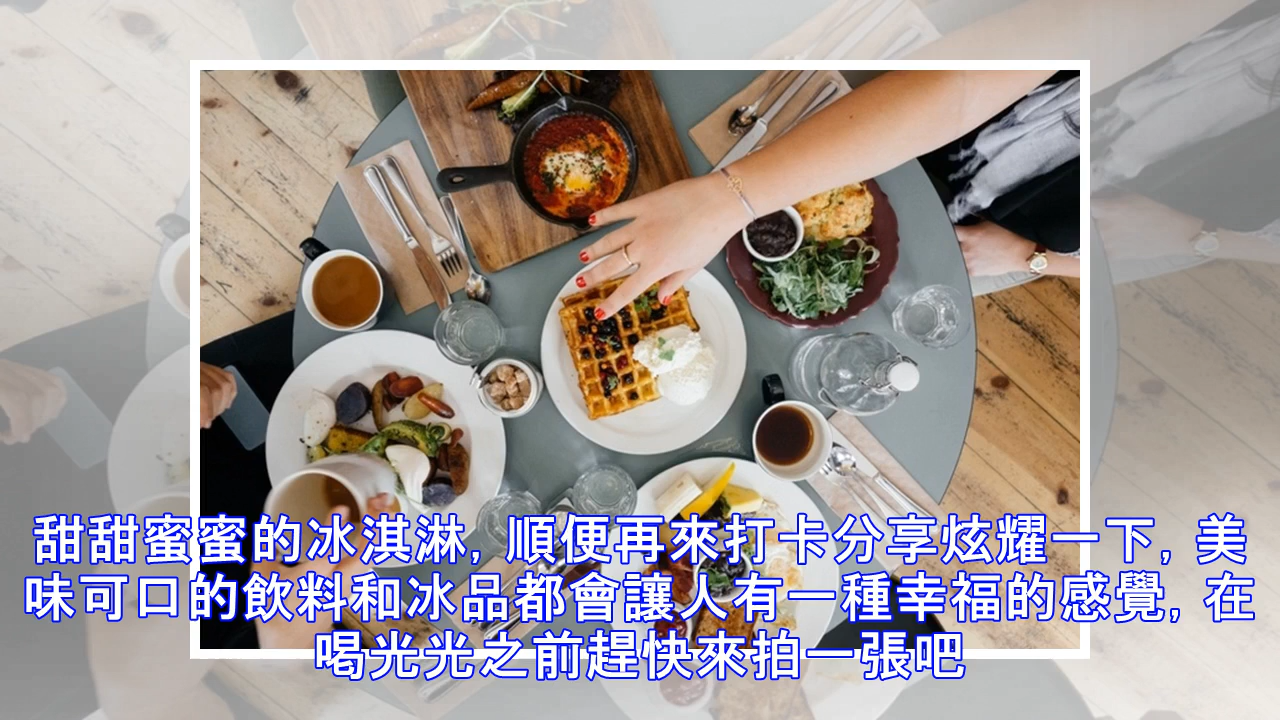 甜甜蜜蜜的冰淇淋, 順便再來打卡分享炫耀一下, 美
味可口的飲料和冰品都會讓人有一種幸福的感覺, 在
喝光光之前趕快來拍一張吧